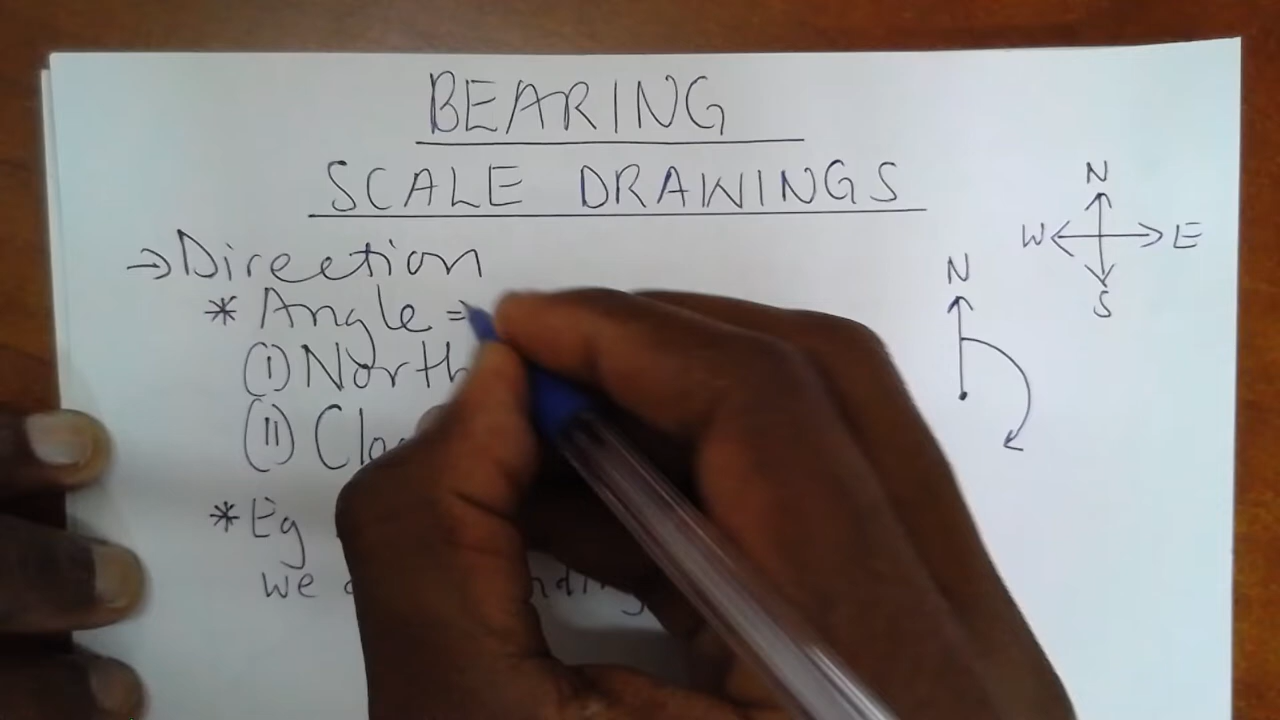 BEARING
SCALE DRAWINGS
→ Direction
* Angle =
(i) North
(ii)
* Eg
we
N
W E
S
N